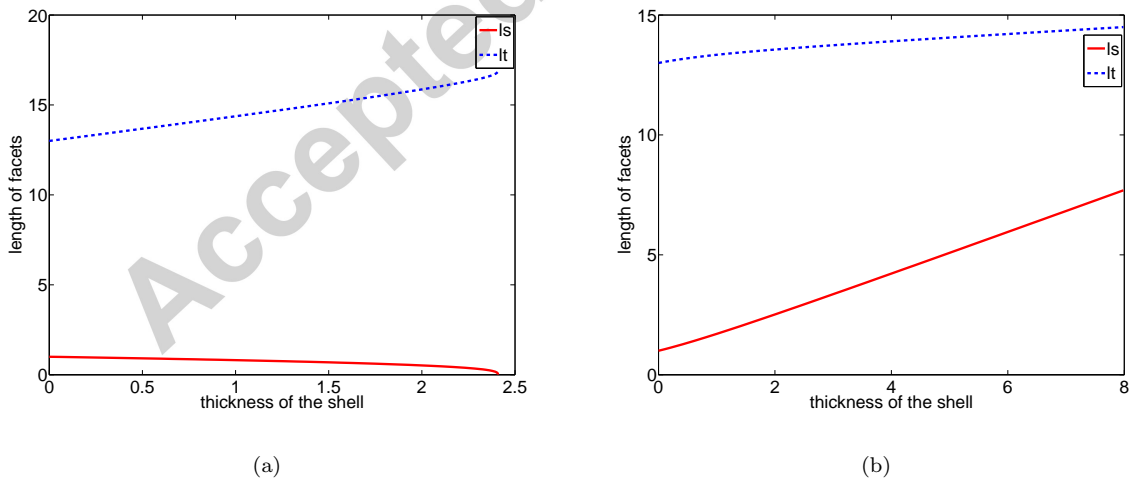 20
15
10
5
0
length of facets
0 0.5 1 1.5 2 2.5
thickness of the shell
ls
lt
Accepted
(a)
15
10
5
0
length of facets
0 2 4 6 8
thickness of the shell
ls
lt
(b)